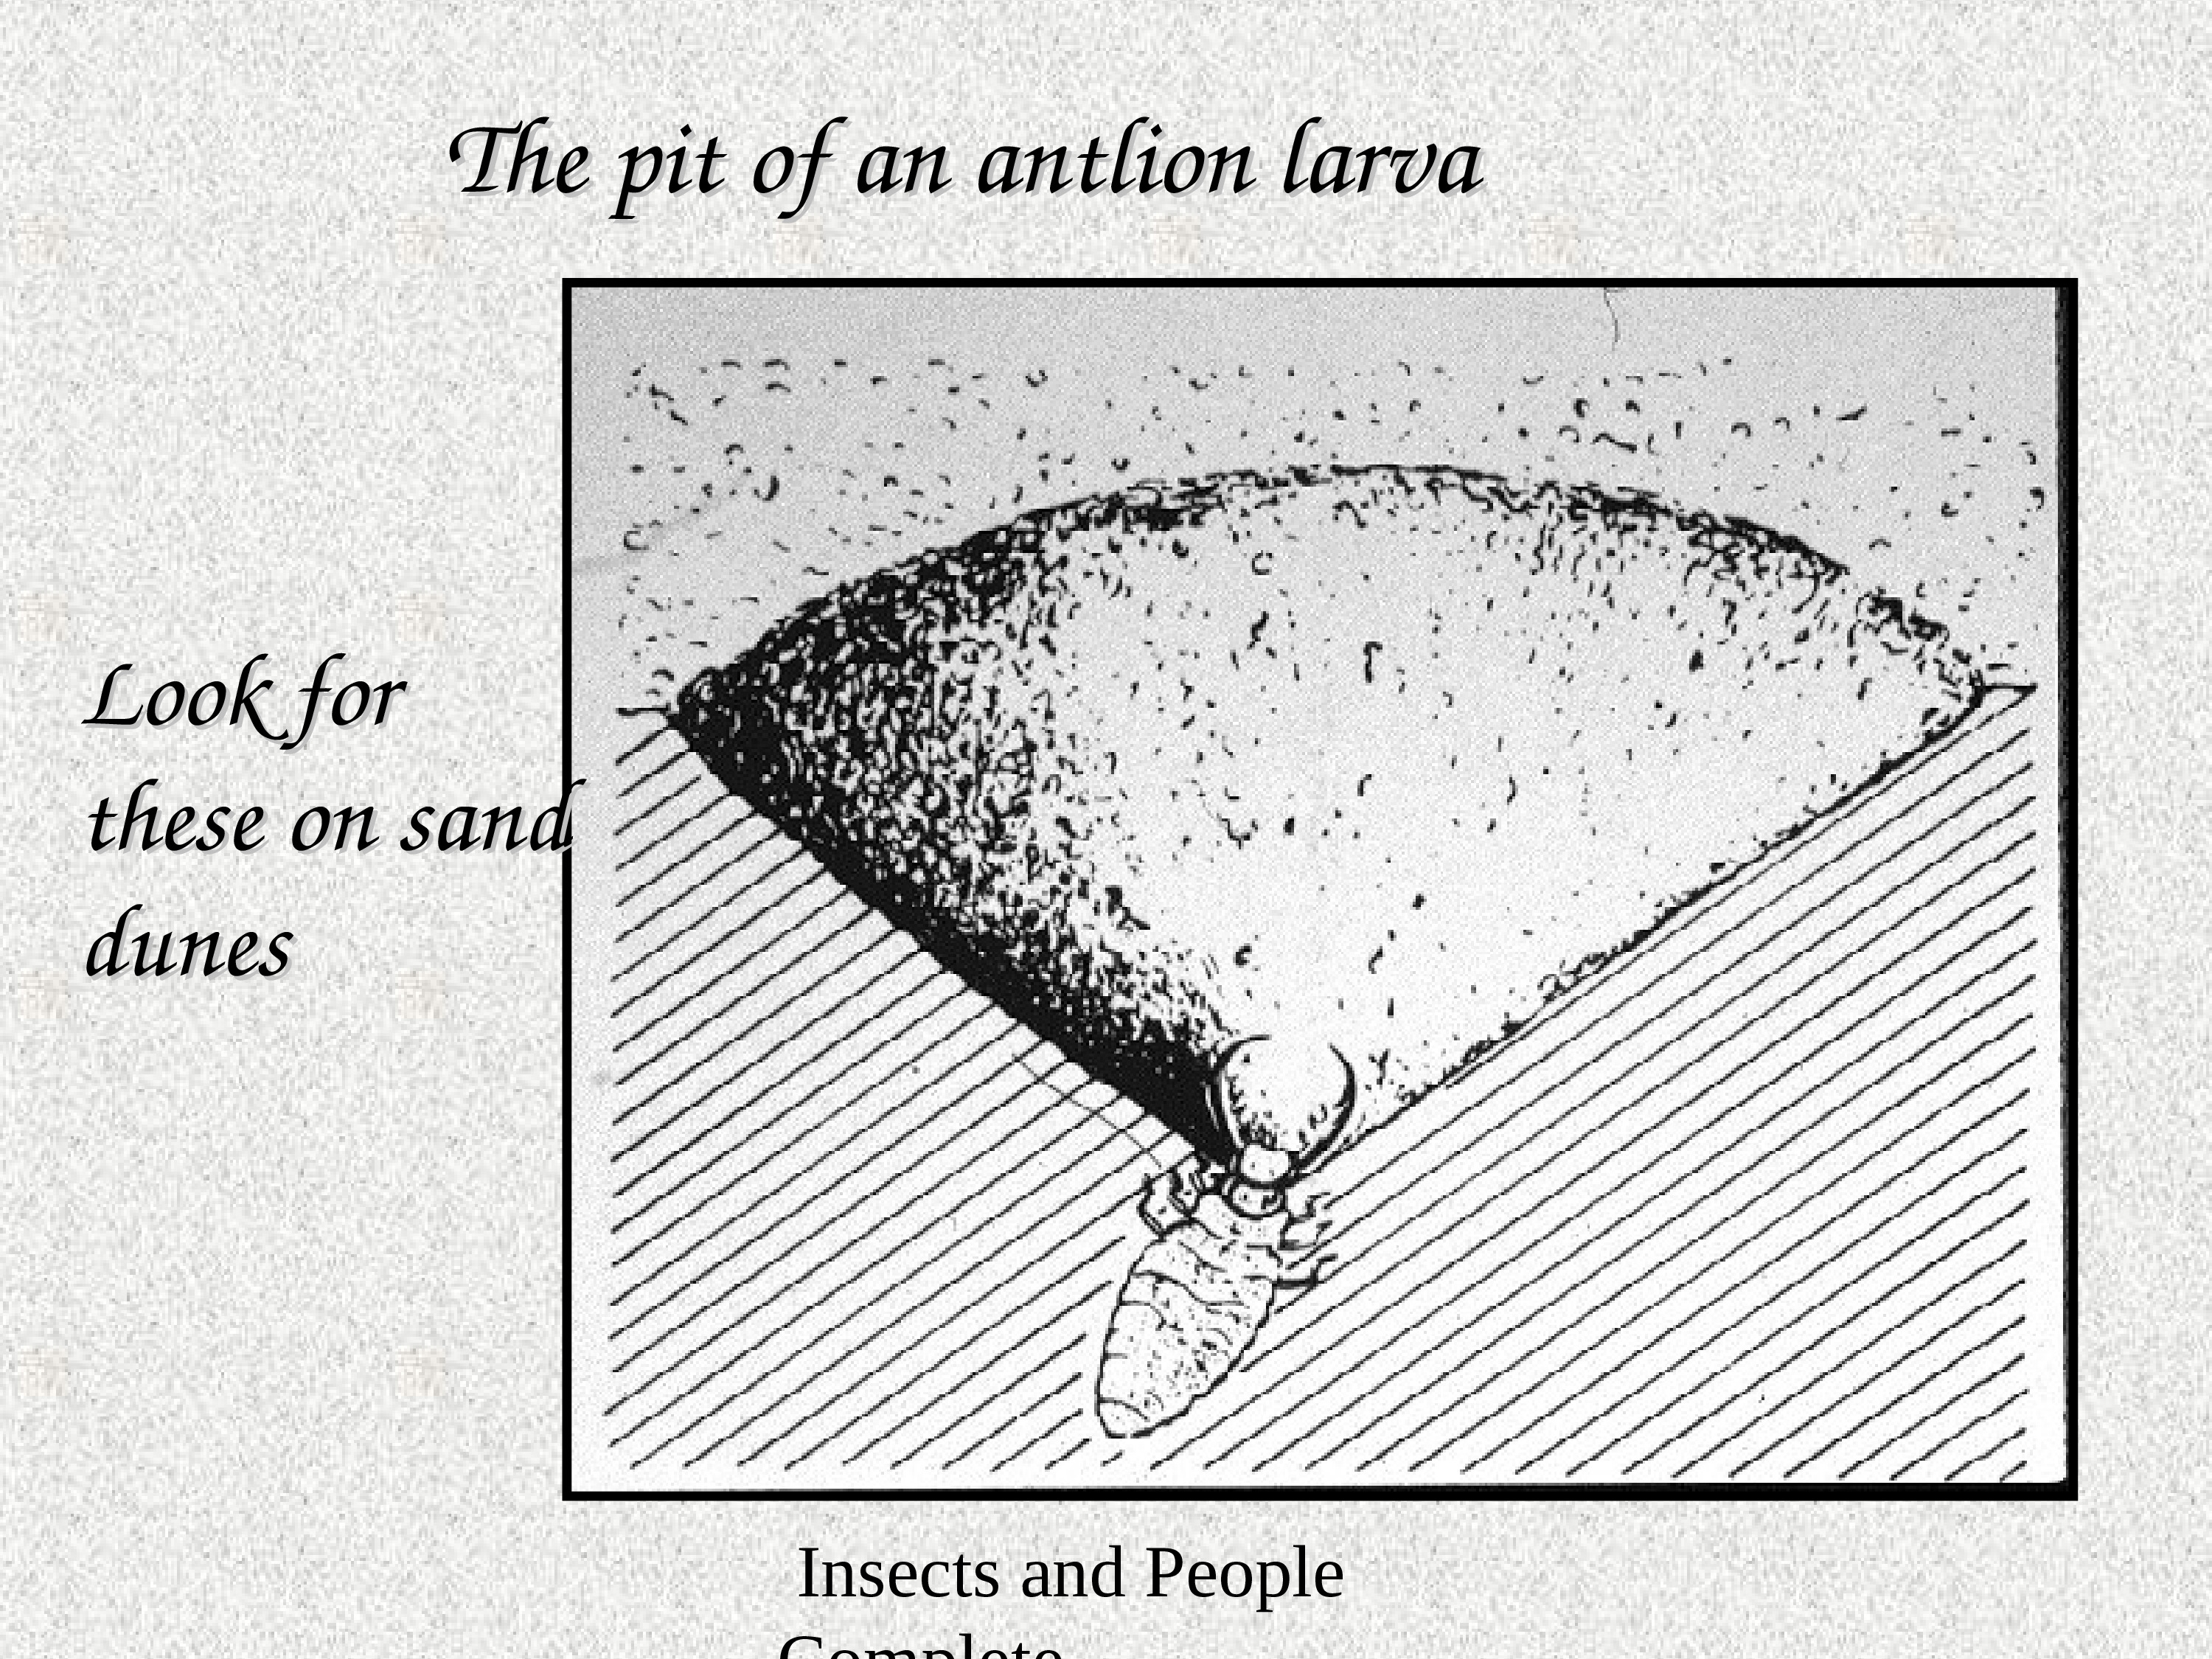 The pit of an antlion larva
Look for
these on sand
dunes
Insects and People
Complete